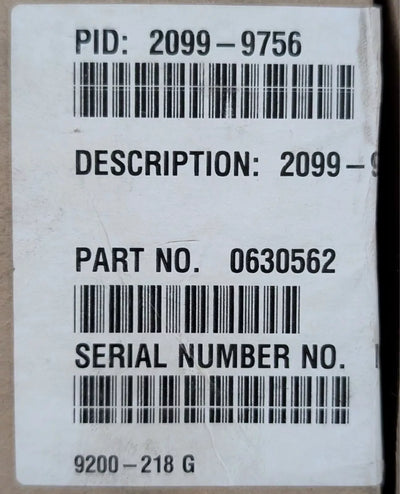 PID: 2099-9756
DESCRIPTION: 2099-
PART NO. 0630562
SERIAL NUMBER NO.
9200-218 G